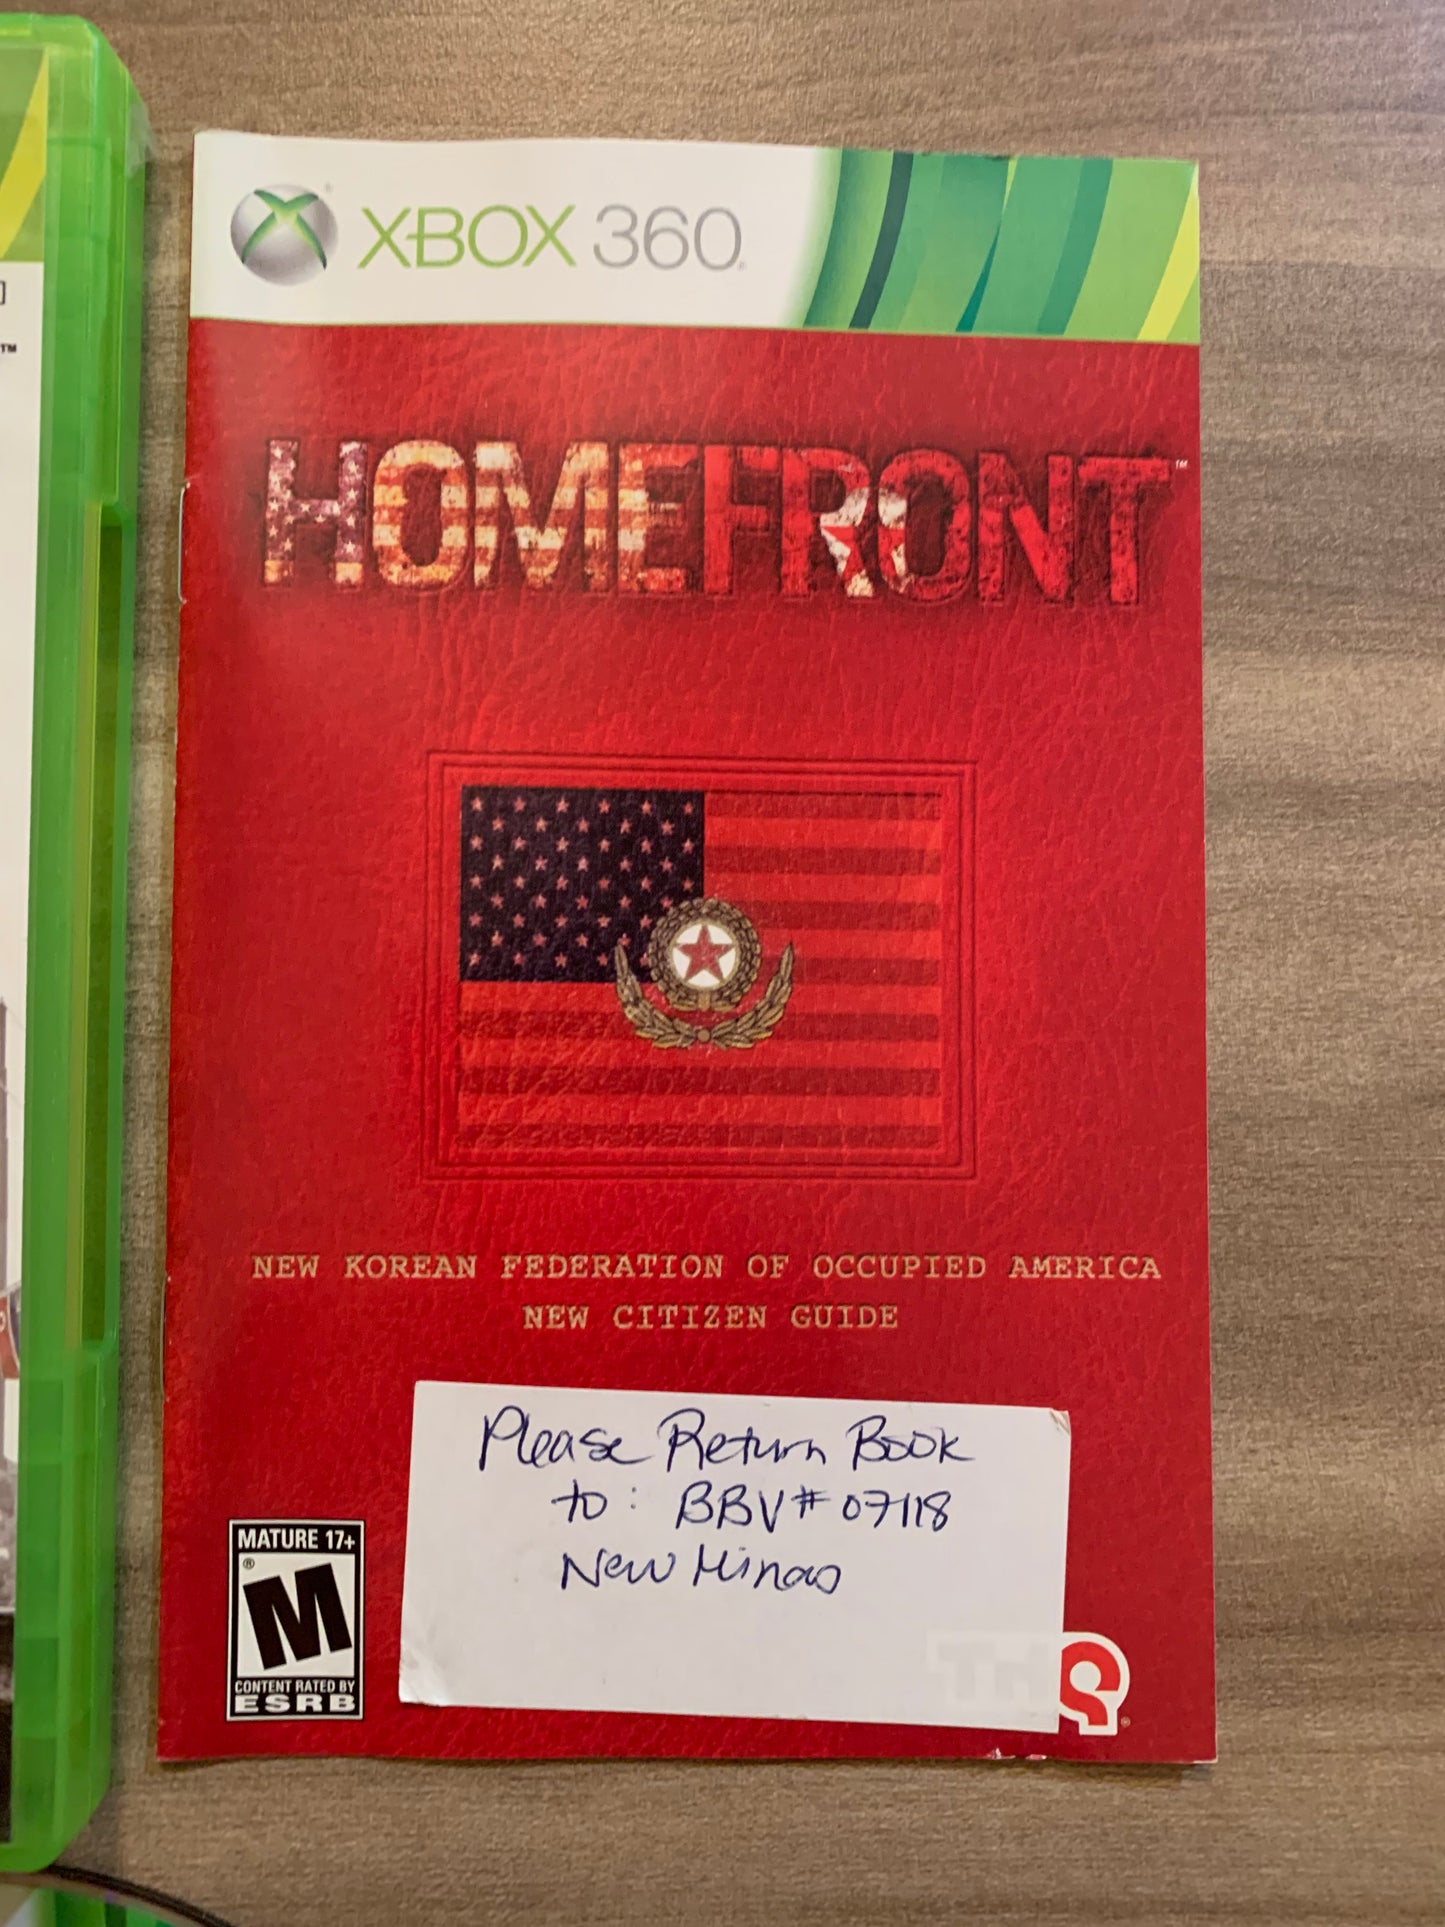 XBOX 360
HOMEFRONT™
NEW KOREAN FEDERATION OF OCCUPIED AMERICA
NEW CITIZEN GUIDE
Please Return Book
to: BBV# 07118
New Minas
MATURE 17+
M
CONTENT RATED BY
ESRB
THQ